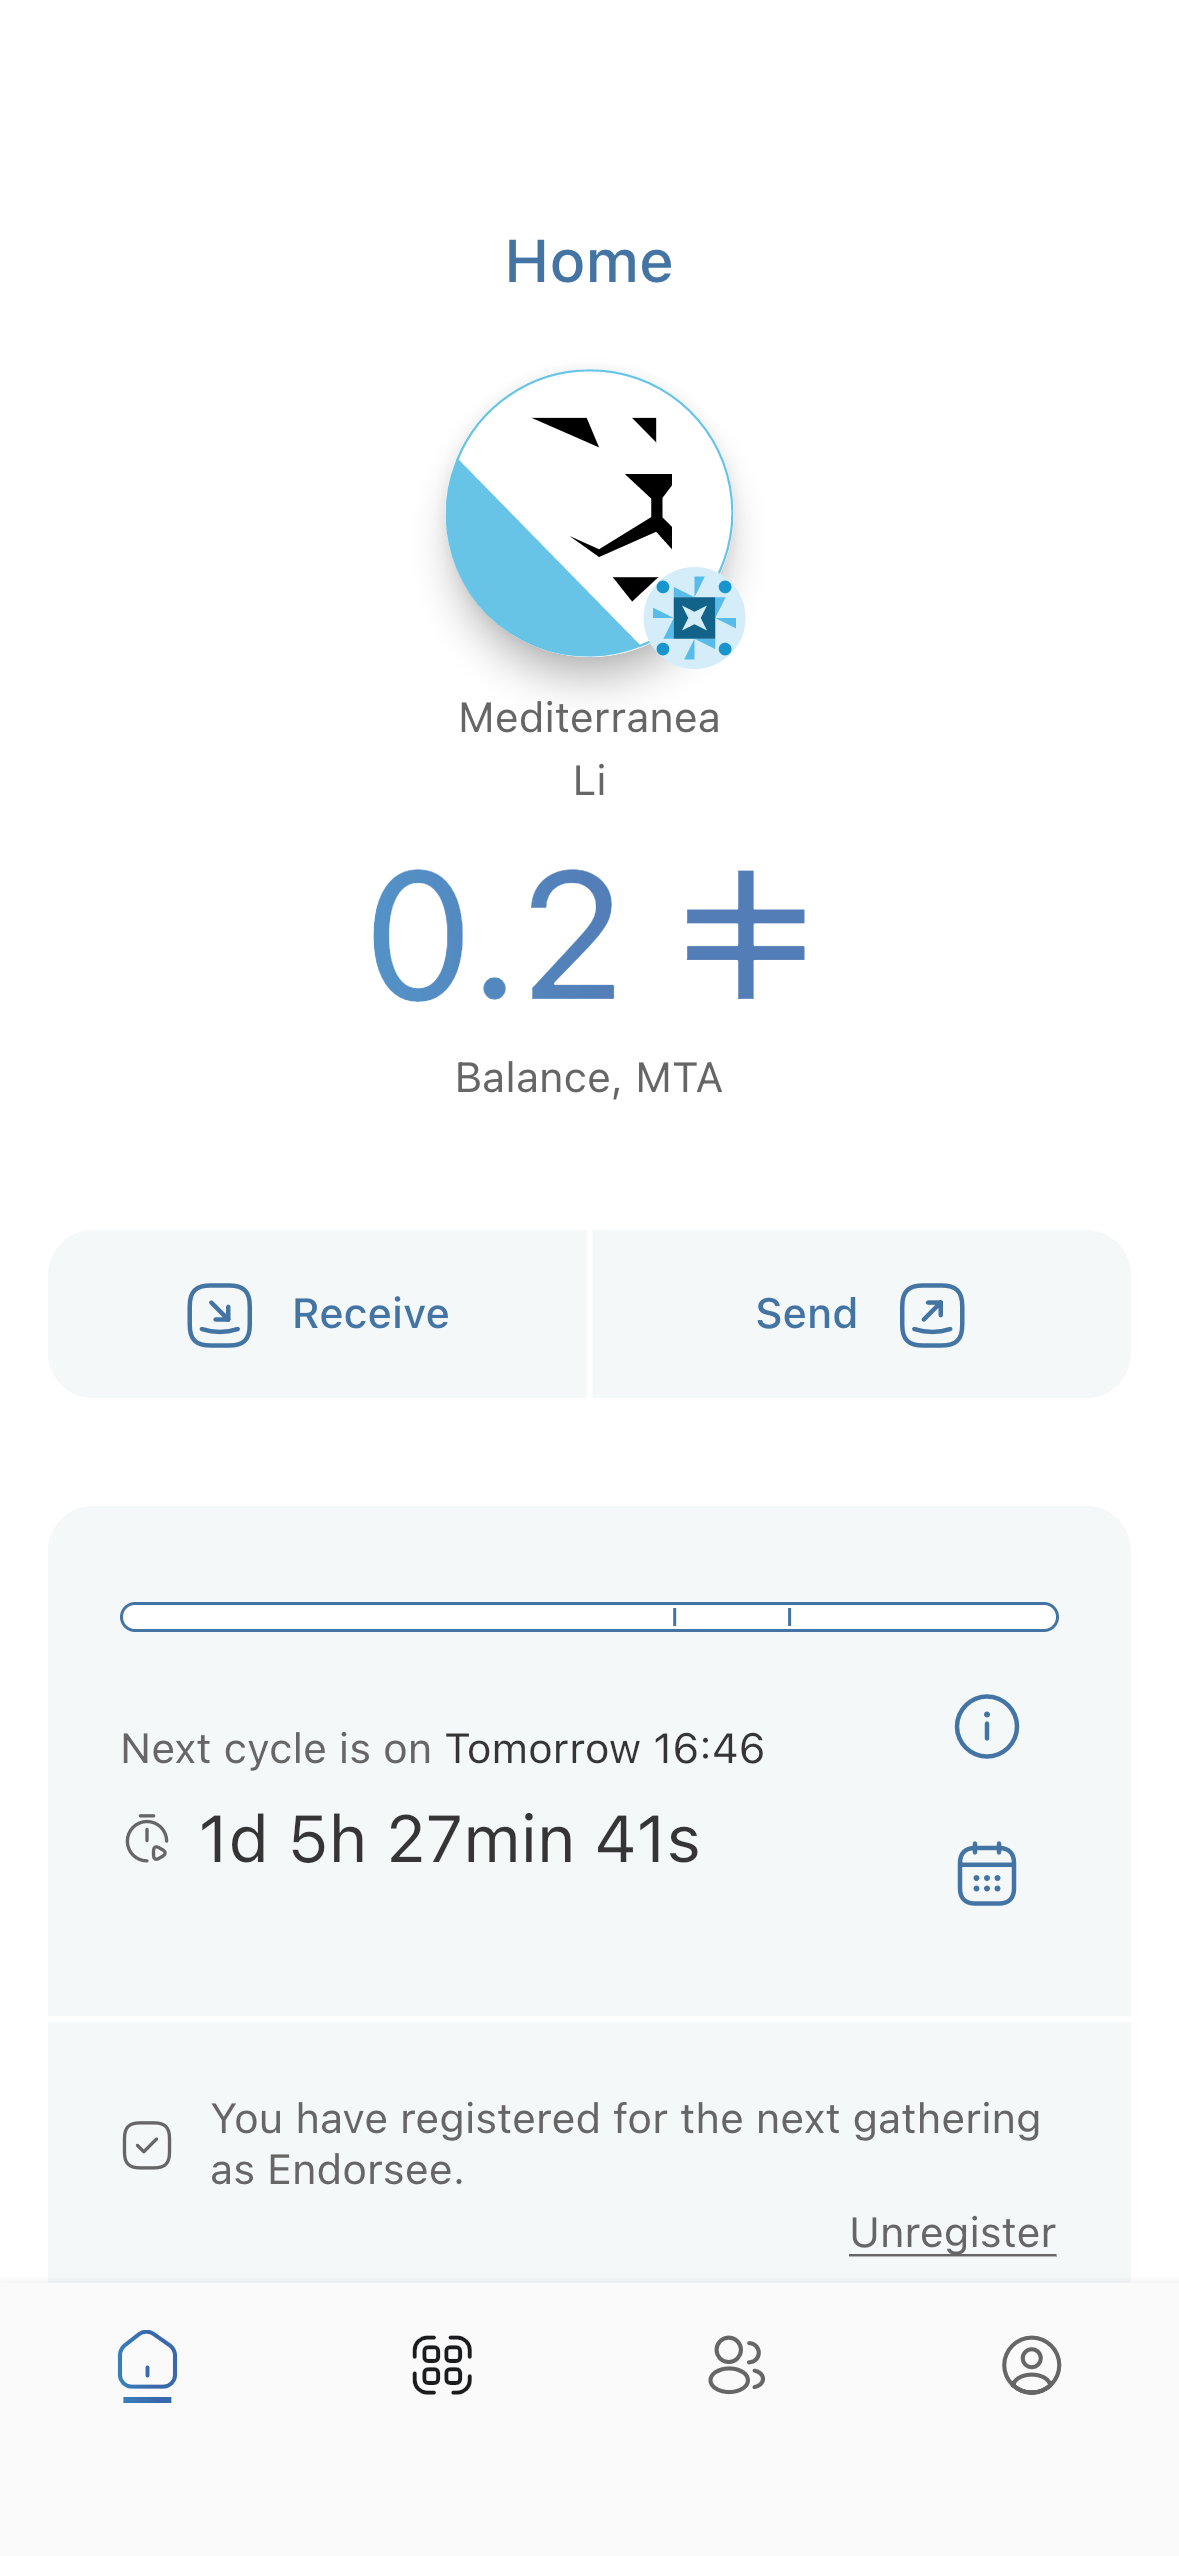 Home
Mediterranea
Li
0.2 ⵐ
Balance, MTA
Receive
Send
Next cycle is on Tomorrow 16:46
1d 5h 27min 41s
You have registered for the next gathering
as Endorsee.
Unregister